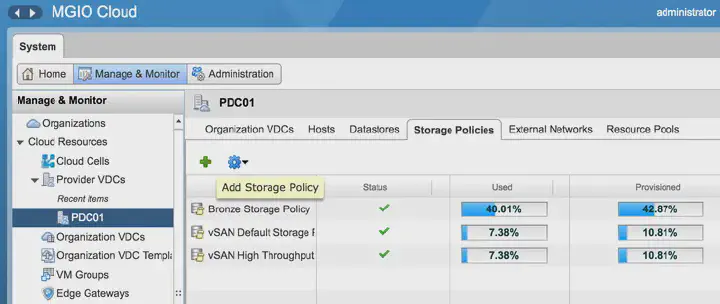 MGIO Cloud
administrator
System
Home
Manage & Monitor
Administration
Manage & Monitor
Organizations
Cloud Resources
Cloud Cells
Provider VDCs
Recent items
PDC01
Organization VDCs
Organization VDC Templa
VM Groups
Edge Gateways
PDC01
Organization VDCs Hosts Datastores Storage Policies External Networks Resource Pools
Add Storage Policy
Status Used Provisioned
Bronze Storage Policy 40.01% 42.87%
vSAN Default Storage F 7.38% 10.81%
vSAN High Throughput 7.38% 10.81%